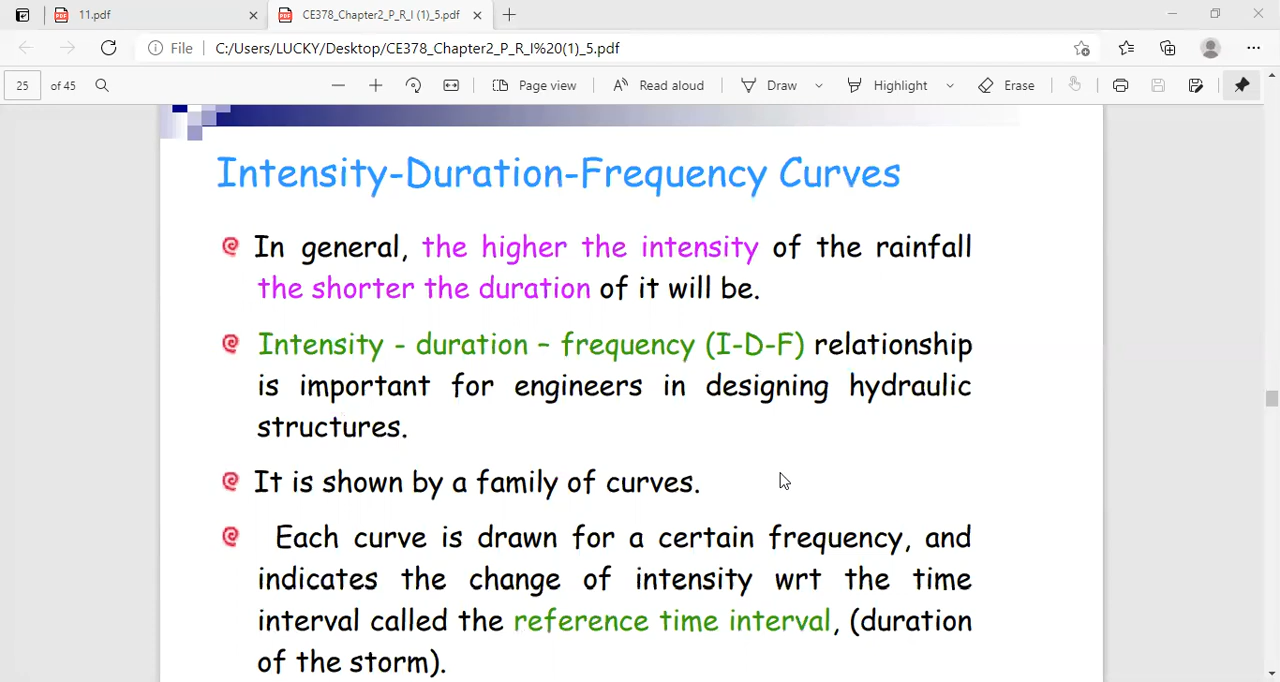 11.pdf
CE378_Chapter2_P_R_I (1)_5.pdf
File C:/Users/LUCKY/Desktop/CE378_Chapter2_P_R_I%20(1)_5.pdf
25 of 45 Page view Read aloud Draw Highlight Erase
Intensity-Duration-Frequency Curves
In general, the higher the intensity of the rainfall
the shorter the duration of it will be.
Intensity - duration – frequency (I-D-F) relationship
is important for engineers in designing hydraulic
structures.
It is shown by a family of curves.
Each curve is drawn for a certain frequency, and
indicates the change of intensity wrt the time
interval called the reference time interval, (duration
of the storm).